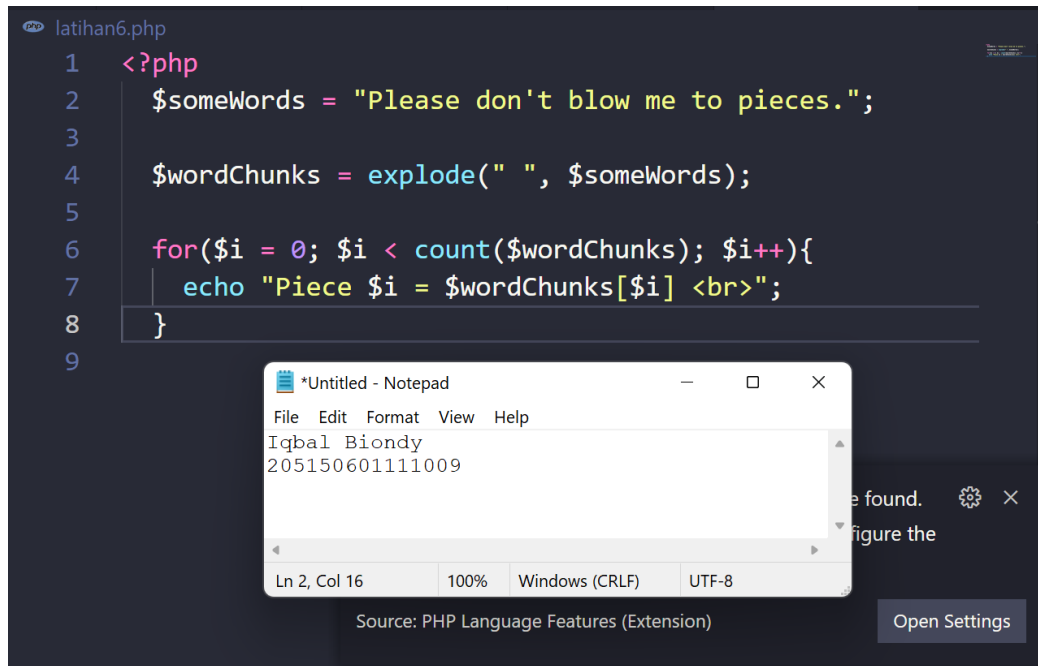 php latihan6.php
1 <?php
2 $someWords = "Please don't blow me to pieces.";
3
4 $wordChunks = explode(" ", $someWords);
5
6 for($i = 0; $i < count($wordChunks); $i++){
7 echo "Piece $i = $wordChunks[$i] <br>";
8 }
9
*Untitled - Notepad
File Edit Format View Help
Iqbal Biondy
205150601111009
found.
figure the
Ln 2, Col 16 100% Windows (CRLF) UTF-8
Source: PHP Language Features (Extension) Open Settings